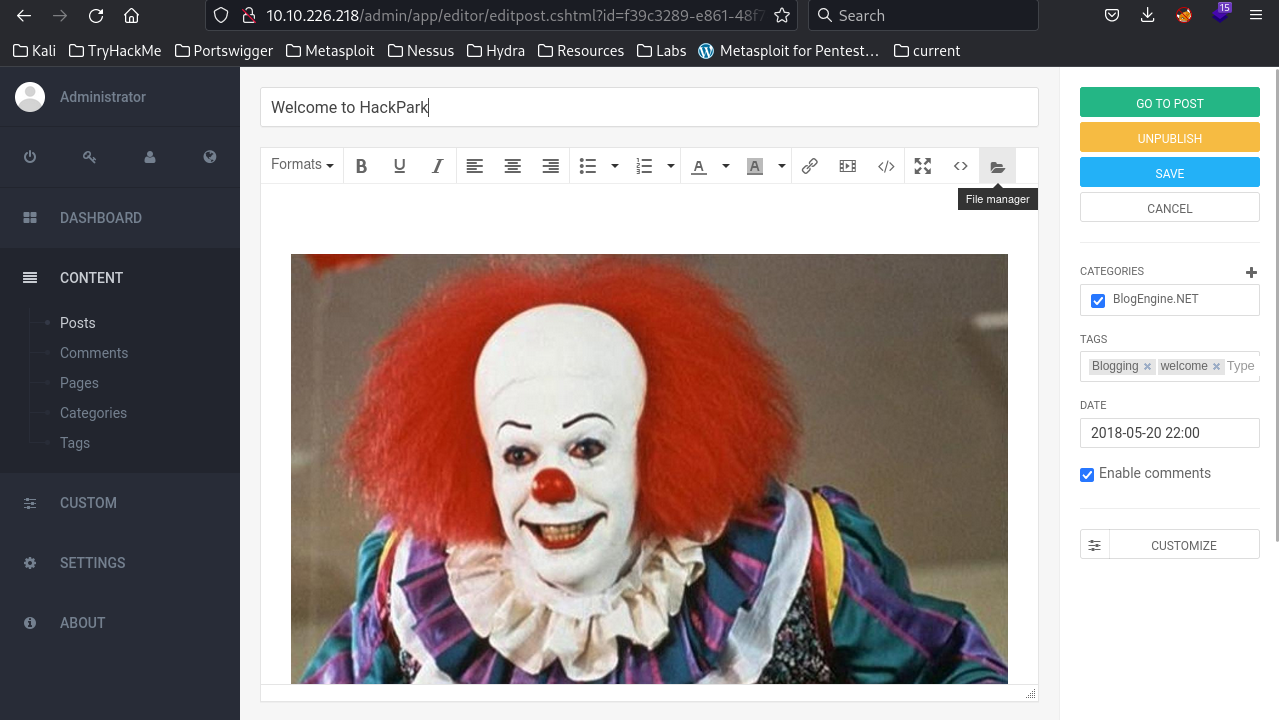 10.10.226.218/admin/app/editor/editpost.cshtml?id=f39c3289-e861-48f7
Search
15
Kali TryHackMe Portswigger Metasploit Nessus Hydra Resources Labs Metasploit for Pentest… current
Administrator
DASHBOARD
CONTENT
Posts
Comments
Pages
Categories
Tags
CUSTOM
SETTINGS
ABOUT
Welcome to HackPark
Formats B U I A A
File manager
GO TO POST
UNPUBLISH
SAVE
CANCEL
CATEGORIES
BlogEngine.NET
TAGS
Blogging × welcome × Type
DATE
2018-05-20 22:00
Enable comments
CUSTOMIZE